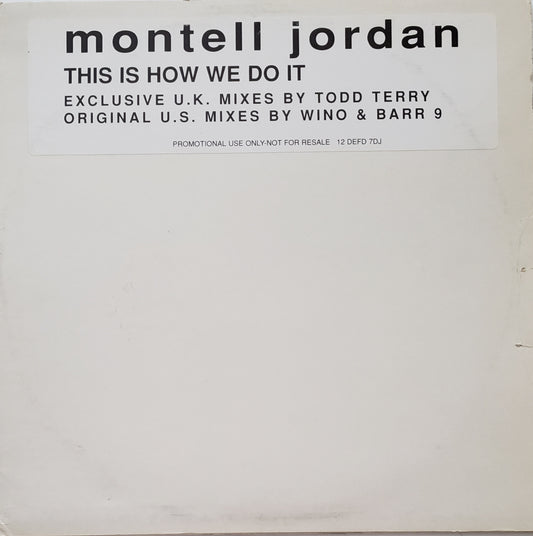 montell jordan
THIS IS HOW WE DO IT
EXCLUSIVE U.K. MIXES BY TODD TERRY
ORIGINAL U.S. MIXES BY WINO & BARR 9
PROMOTIONAL USE ONLY-NOT FOR RESALE 12 DEFD 7DJ